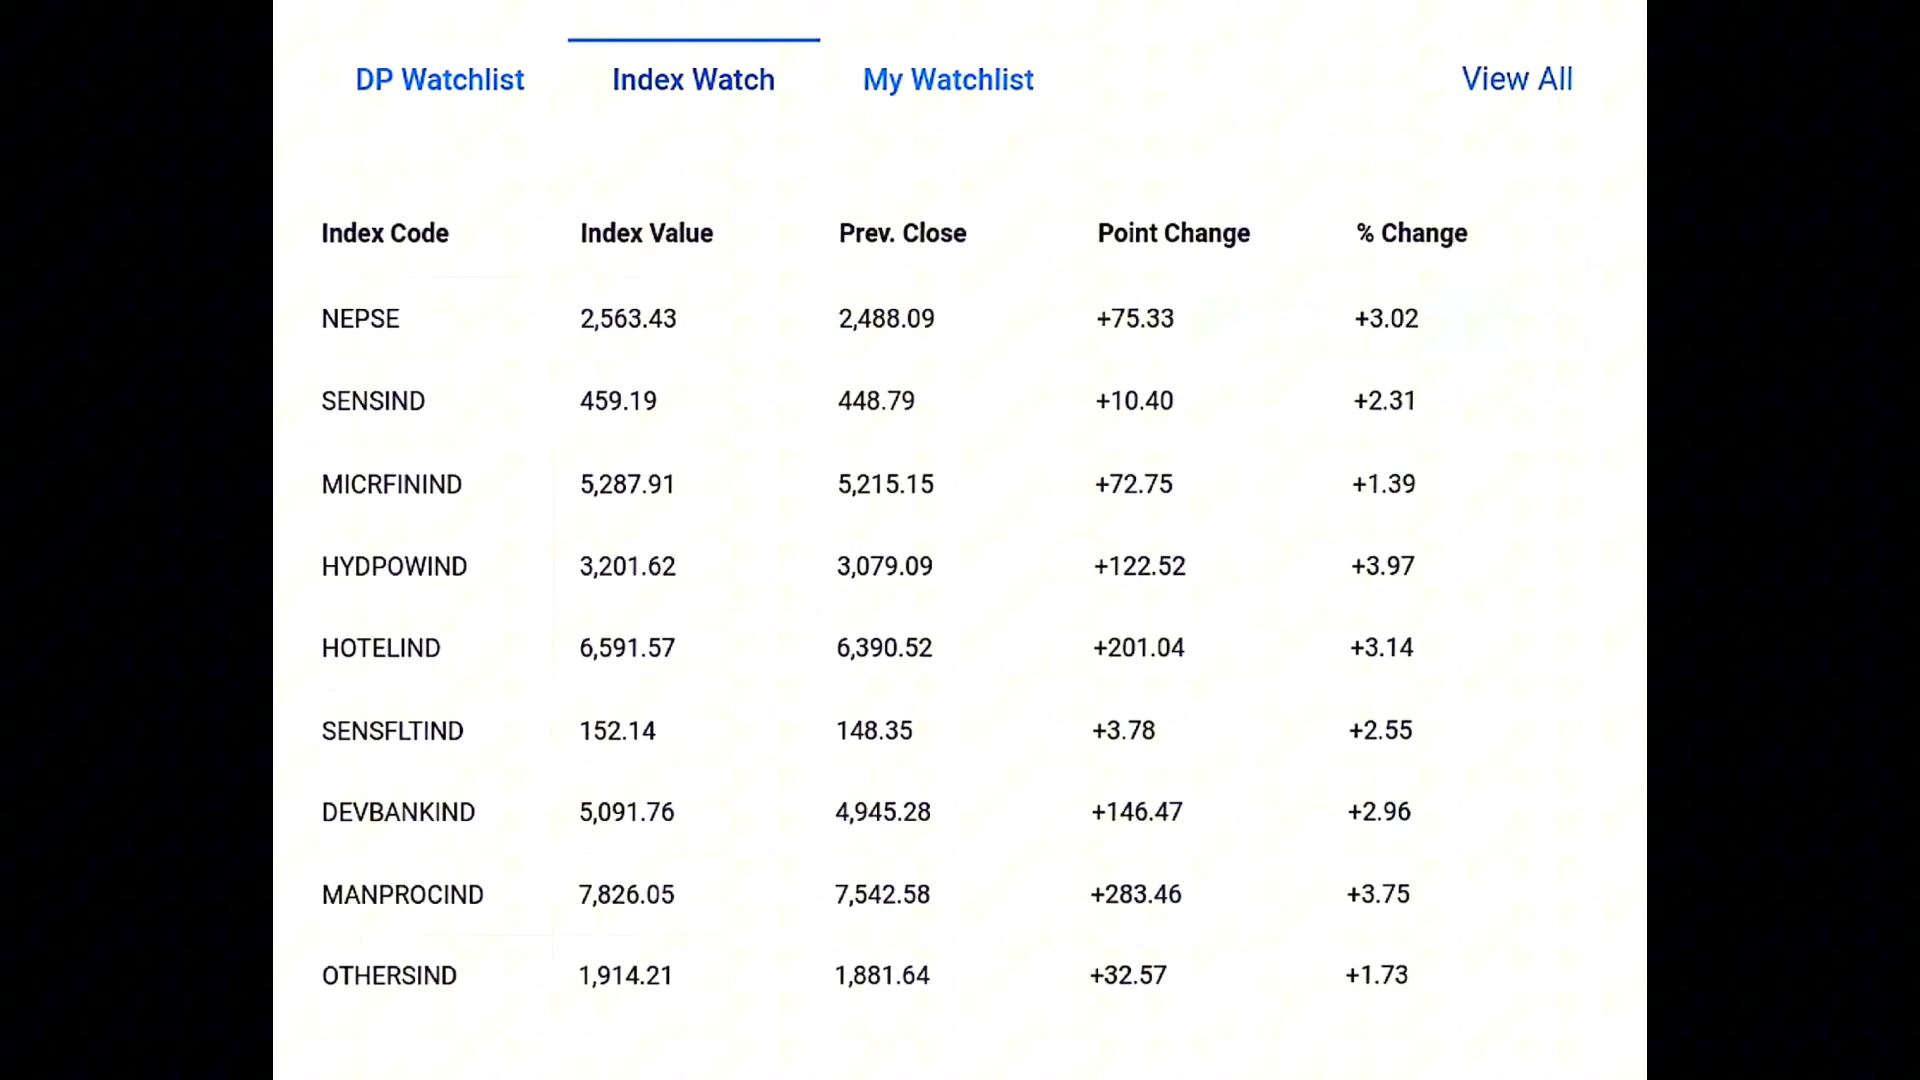 DP Watchlist Index Watch My Watchlist View All
Index Code Index Value Prev. Close Point Change % Change
NEPSE 2,563.43 2,488.09 +75.33 +3.02
SENSIND 459.19 448.79 +10.40 +2.31
MICRFININD 5,287.91 5,215.15 +72.75 +1.39
HYDPOWIND 3,201.62 3,079.09 +122.52 +3.97
HOTELIND 6,591.57 6,390.52 +201.04 +3.14
SENSFLTIND 152.14 148.35 +3.78 +2.55
DEVBANKIND 5,091.76 4,945.28 +146.47 +2.96
MANPROCIND 7,826.05 7,542.58 +283.46 +3.75
OTHERSIND 1,914.21 1,881.64 +32.57 +1.73